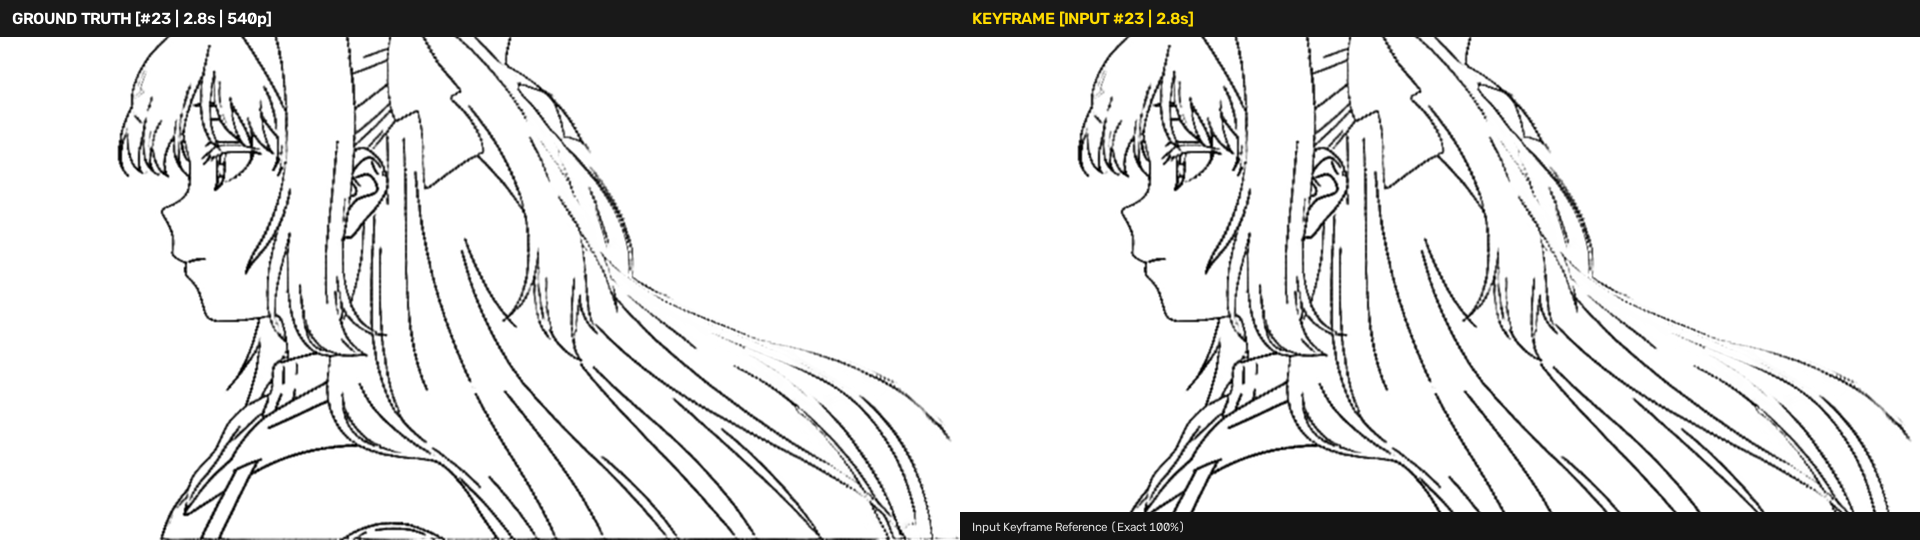 GROUND TRUTH [#23 | 2.8s | 540p]
KEYFRAME [INPUT #23 | 2.8s]
Input Keyframe Reference (Exact 100%)